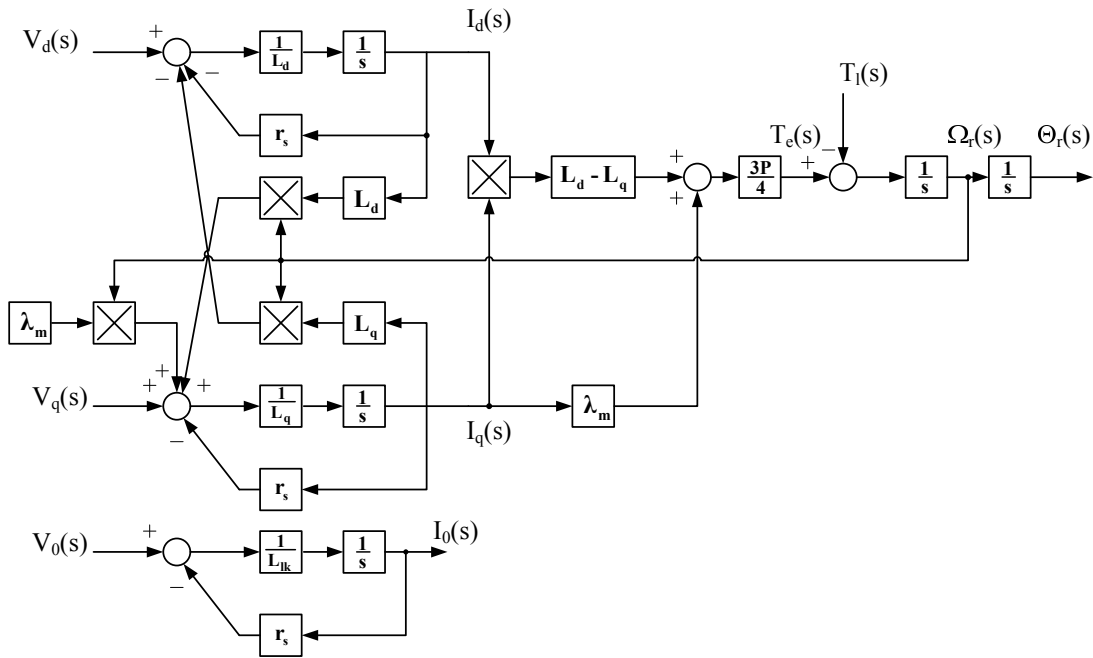 V_d(s) + − − 1/L_d 1/s I_d(s)
r_s
T_l(s)
L_d
L_d - L_q + + 3P/4 T_e(s) + − 1/s Ω_r(s) 1/s Θ_r(s)
λ_m
L_q
V_q(s) + + + − 1/L_q 1/s I_q(s) λ_m
r_s
V_0(s) + − 1/L_lk 1/s I_0(s)
r_s